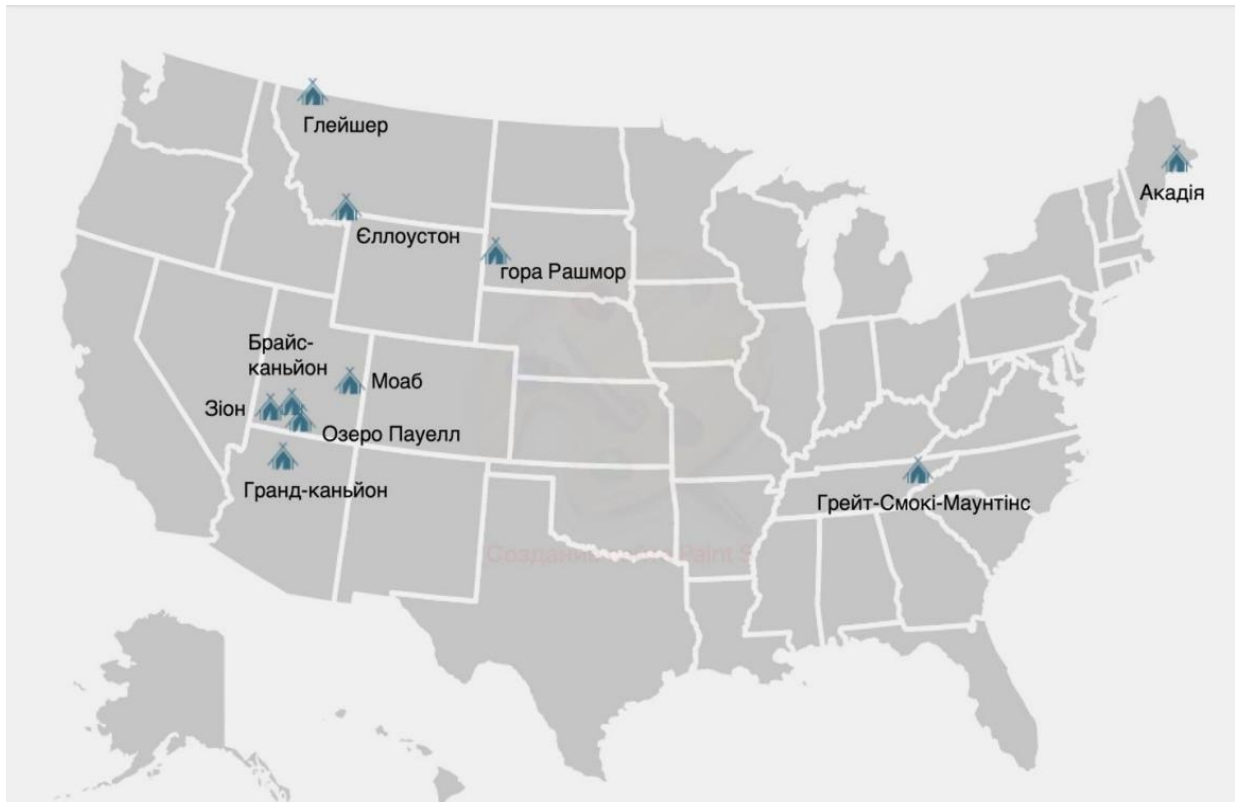 Глейшер
Акадія
Єллоустон
гора Рашмор
Брайс-
каньйон
Моаб
Зіон
Озеро Пауелл
Гранд-каньйон
Грейт-Смокі-Маунтінс